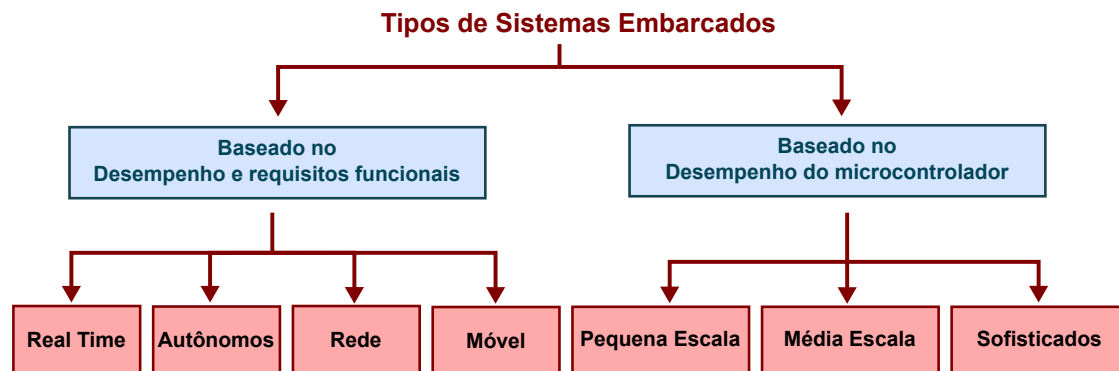 Tipos de Sistemas Embarcados
Baseado no
Desempenho e requisitos funcionais
Baseado no
Desempenho do microcontrolador
Real Time
Autônomos
Rede
Móvel
Pequena Escala
Média Escala
Sofisticados